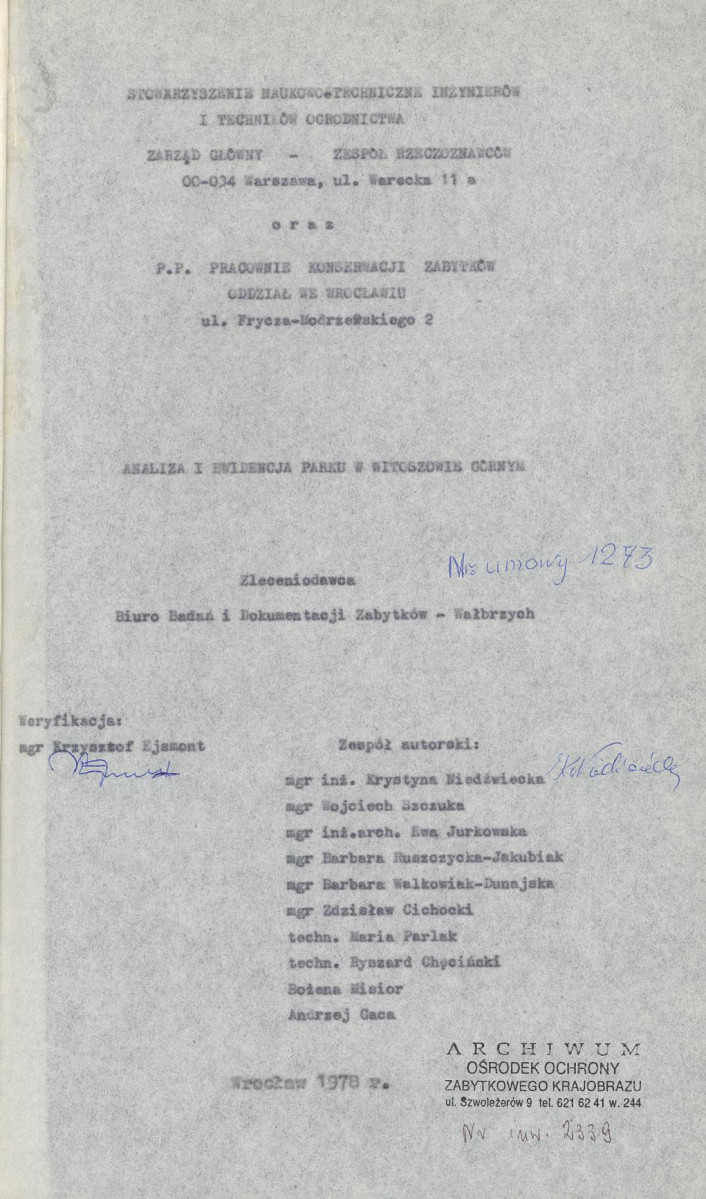 STOWARZYSZENIE NAUKOWO-TECHNICZNE INŻYNIERÓW
I TECHNIKÓW OGRODNICTWA
ZARZĄD GŁÓWNY - ZESPÓŁ RZECZOZNAWCÓW
00-034 Warszawa, ul. Warecka 11 a
o r a z
P.P. PRACOWNIE KONSERWACJI ZABYTKÓW
ODDZIAŁ WE WROCŁAWIU
ul. Frycza-Modrzewskiego 2
ANALIZA I EWIDENCJA PARKU W WITOSZOWIE GÓRNYM
Nr umowy 1273
Zleceniodawca
Biuro Badań i Dokumentacji Zabytków - Wałbrzych
Weryfikacja:
mgr Krzysztof Ejsmont
Zespół autorski:
mgr inż. Krystyna Niedźwiecka
mgr Wojciech Szczuka
mgr inż.arch. Ewa Jurkowska
mgr Barbara Ruszczycka-Jakubiak
mgr Barbara Walkowiak-Dunajska
mgr Zdzisław Cichocki
techn. Maria Parlak
techn. Ryszard Chęciński
Bożena Misior
Andrzej Gaca
Wrocław 1978 r.
ARCHIWUM
OŚRODEK OCHRONY
ZABYTKOWEGO KRAJOBRAZU
ul. Szwoleżerów 9 tel. 621 62 41 w. 244
Nr inw. 2339